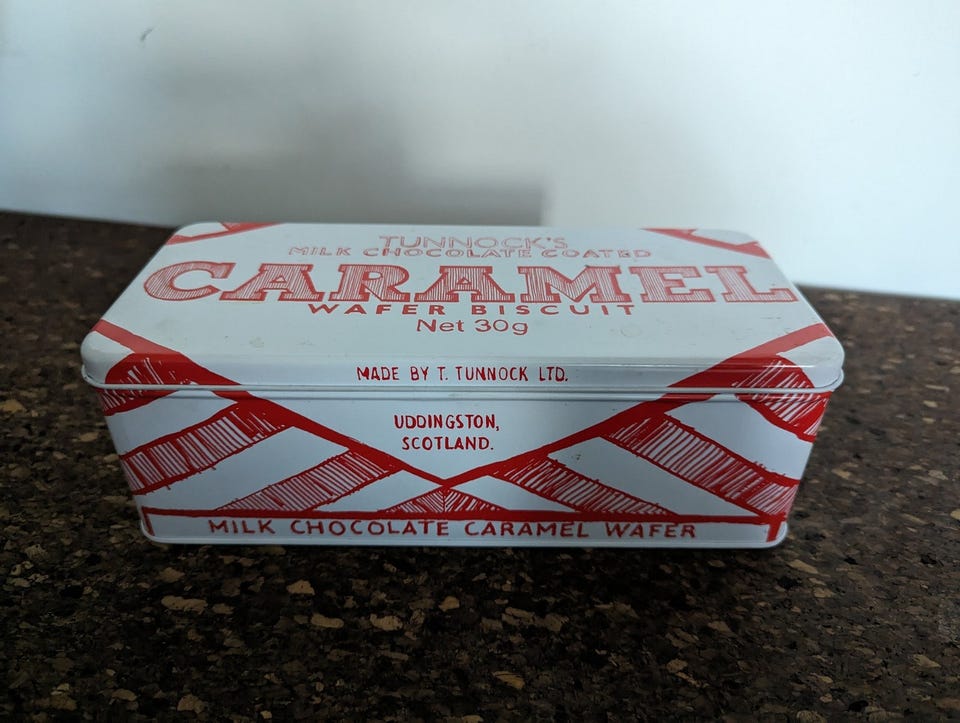 TUNNOCK'S
MILK CHOCOLATE COATED
CARAMEL
WAFER BISCUIT
Net 30g
MADE BY T. TUNNOCK LTD.
UDDINGSTON,
SCOTLAND.
MILK CHOCOLATE CARAMEL WAFER